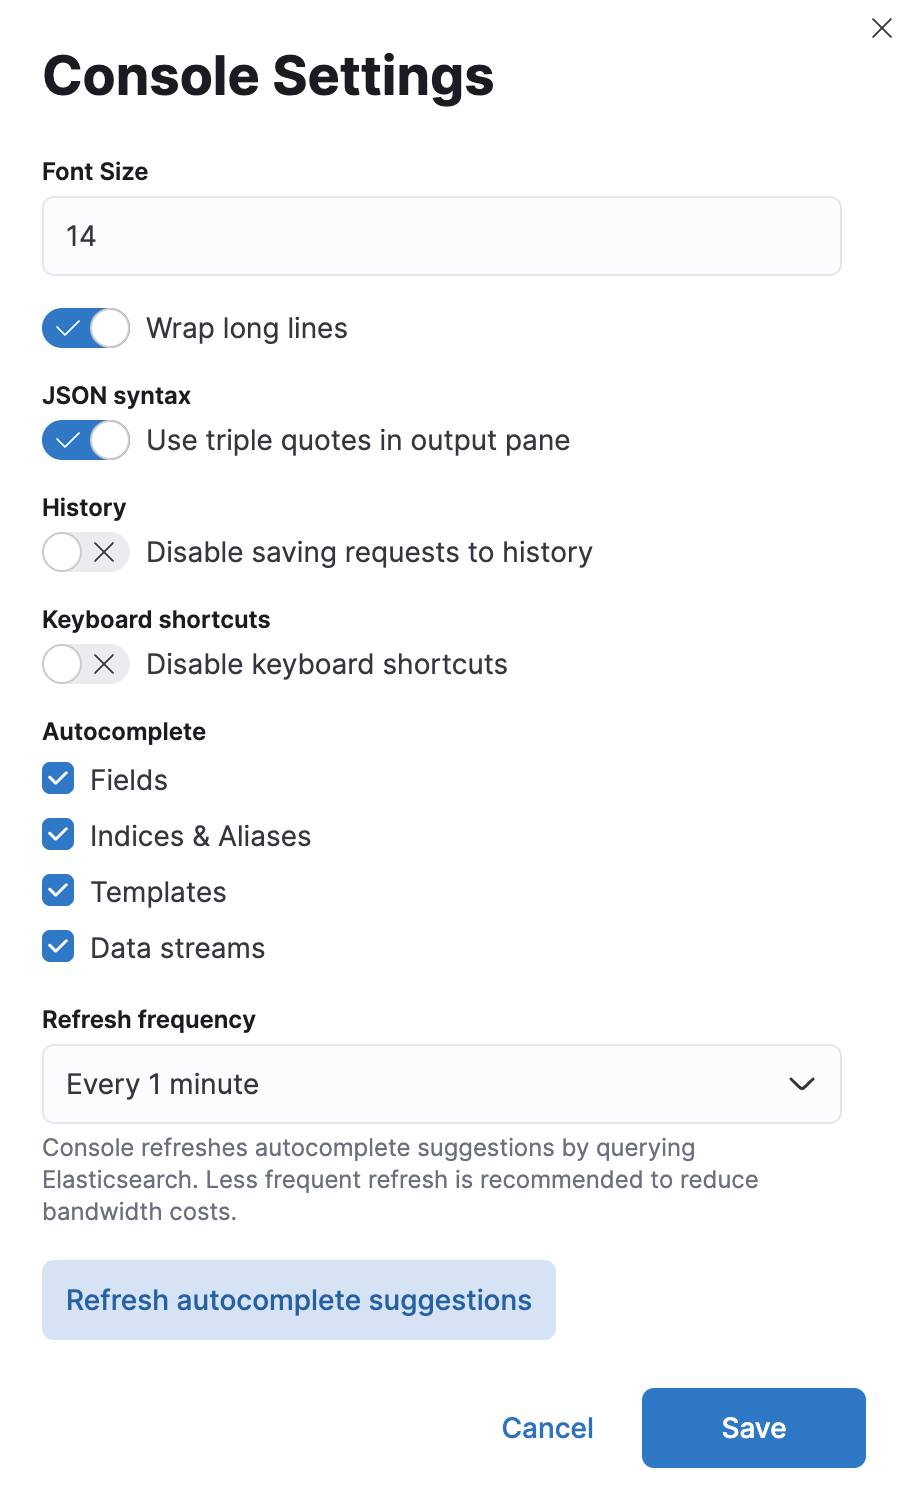 Console Settings
Font Size
14
Wrap long lines
JSON syntax
Use triple quotes in output pane
History
Disable saving requests to history
Keyboard shortcuts
Disable keyboard shortcuts
Autocomplete
Fields
Indices & Aliases
Templates
Data streams
Refresh frequency
Every 1 minute
Console refreshes autocomplete suggestions by querying
Elasticsearch. Less frequent refresh is recommended to reduce
bandwidth costs.
Refresh autocomplete suggestions
Cancel
Save